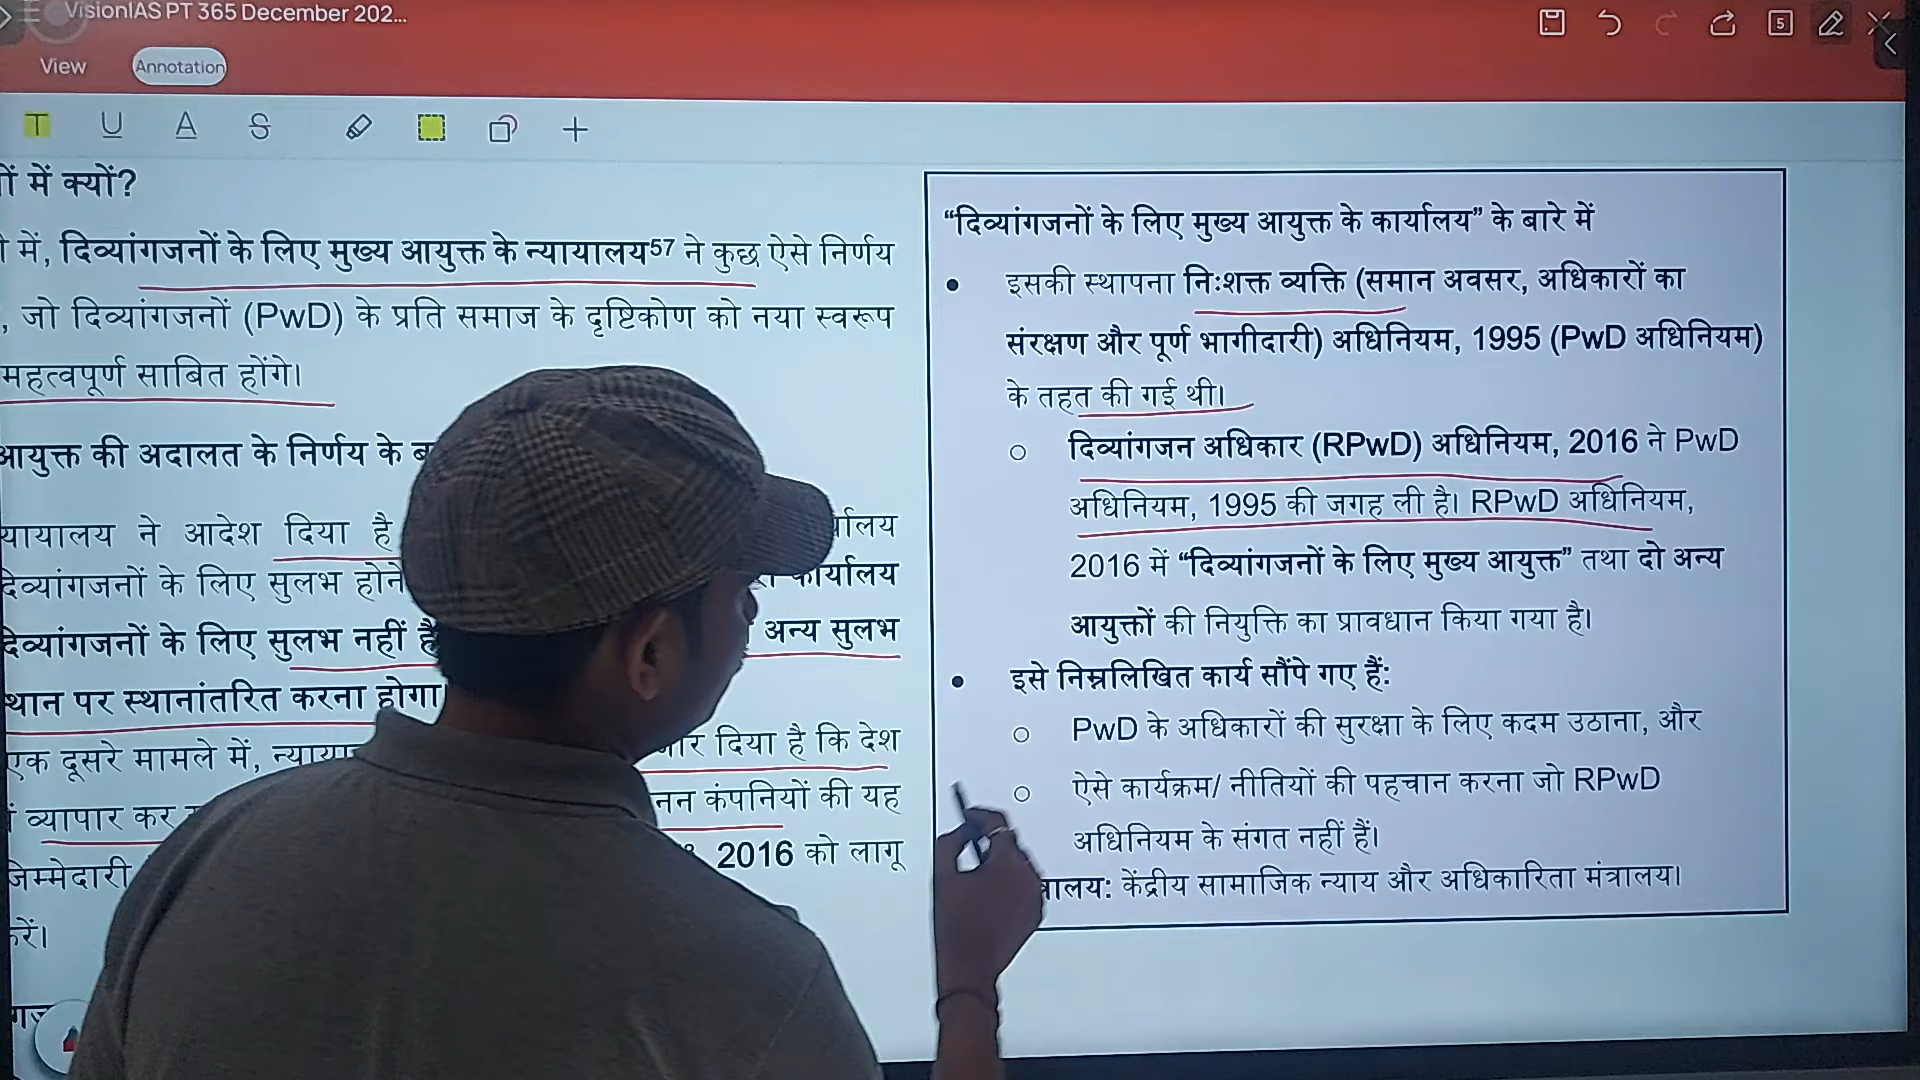 VisionIAS PT 365 December 202...
View
Annotation
5
T U A S
में क्यों?
में, दिव्यांगजनों के लिए मुख्य आयुक्त के न्यायालय57 ने कुछ ऐसे निर्णय
, जो दिव्यांगजनों (PwD) के प्रति समाज के दृष्टिकोण को नया स्वरूप
महत्वपूर्ण साबित होंगे।
आयुक्त की अदालत के निर्णय के
न्यायालय ने आदेश दिया है
दिव्यांगजनों के लिए सुलभ होने कार्यालय
दिव्यांगजनों के लिए सुलभ नहीं है अन्य सुलभ
स्थान पर स्थानांतरित करना होगा
एक दूसरे मामले में, दिया है कि देश
व्यापार कर कंपनियों की यह
जिम्मेदारी 2016 को लागू
करें।
“दिव्यांगजनों के लिए मुख्य आयुक्त के कार्यालय” के बारे में
• इसकी स्थापना निःशक्त व्यक्ति (समान अवसर, अधिकारों का
संरक्षण और पूर्ण भागीदारी) अधिनियम, 1995 (PwD अधिनियम)
के तहत की गई थी।
○ दिव्यांगजन अधिकार (RPwD) अधिनियम, 2016 ने PwD
अधिनियम, 1995 की जगह ली है। RPwD अधिनियम,
2016 में “दिव्यांगजनों के लिए मुख्य आयुक्त” तथा दो अन्य
आयुक्तों की नियुक्ति का प्रावधान किया गया है।
• इसे निम्नलिखित कार्य सौंपे गए हैं:
○ PwD के अधिकारों की सुरक्षा के लिए कदम उठाना, और
○ ऐसे कार्यक्रम/ नीतियों की पहचान करना जो RPwD
अधिनियम के संगत नहीं हैं।
केंद्रीय सामाजिक न्याय और अधिकारिता मंत्रालय।